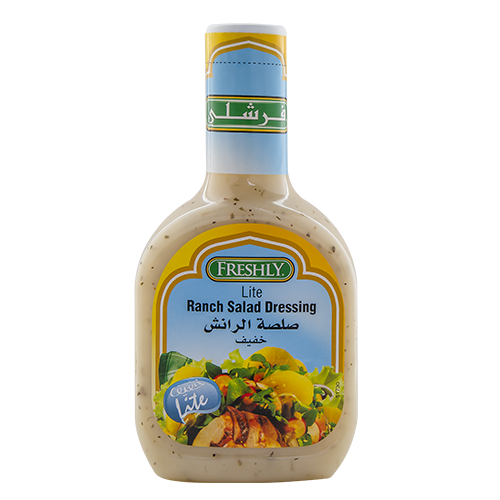 فرشلي
FRESHLY
Lite
Ranch Salad Dressing
صلصة الرانش
خفيف
Lite